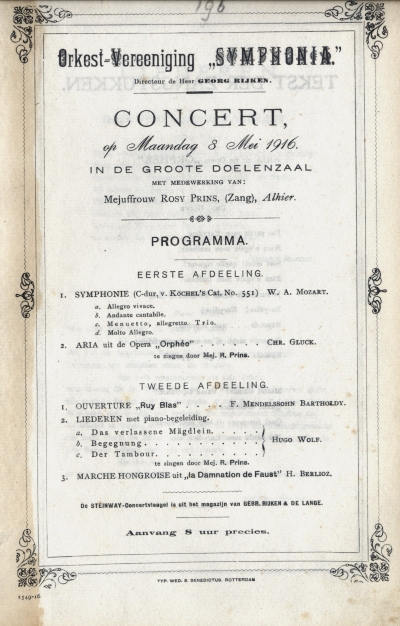 196
Orkest-Vereeniging „SYMPHONIA."
Directeur de Heer GEORG RIJKEN.
CONCERT,
op Maandag 8 Mei 1916.
IN DE GROOTE DOELENZAAL
MET MEDEWERKING VAN:
Mejuffrouw ROSY PRINS, (Zang), Alhier.
PROGRAMMA.
EERSTE AFDEELING.
1. SYMPHONIE (C-dur, v. KÖCHEL'S Cat. No. 551) W. A. MOZART.
a. Allegro vivace.
b. Andante cantabile.
c. Menuetto, allegretto. Trio.
d. Molto Allegro.
2. ARIA uit de Opera „Orphéo" . . . . . . CHR. GLUCK.
te zingen door Mej. R. Prins.
TWEEDE AFDEELING.
1. OUVERTURE „Ruy Blas" . . . . F. MENDELSSOHN BARTHOLDY.
2. LIEDEREN met piano-begeleiding.
a. Das verlassene Mägdlein. . . . .
b. Begegnung . . . . . . . . . . . HUGO WOLF.
c. Der Tambour. . . . . . . . . .
te zingen door Mej. R. Prins.
3. MARCHE HONGROISE uit „la Damnation de Faust" H. BERLIOZ.
De STEINWAY-Concertvleugel is uit het magazijn van GEBR. RIJKEN & DE LANGE.
Aanvang 8 uur precies.
TYP. WED. B. BENEDICTUS, ROTTERDAM
1549-16